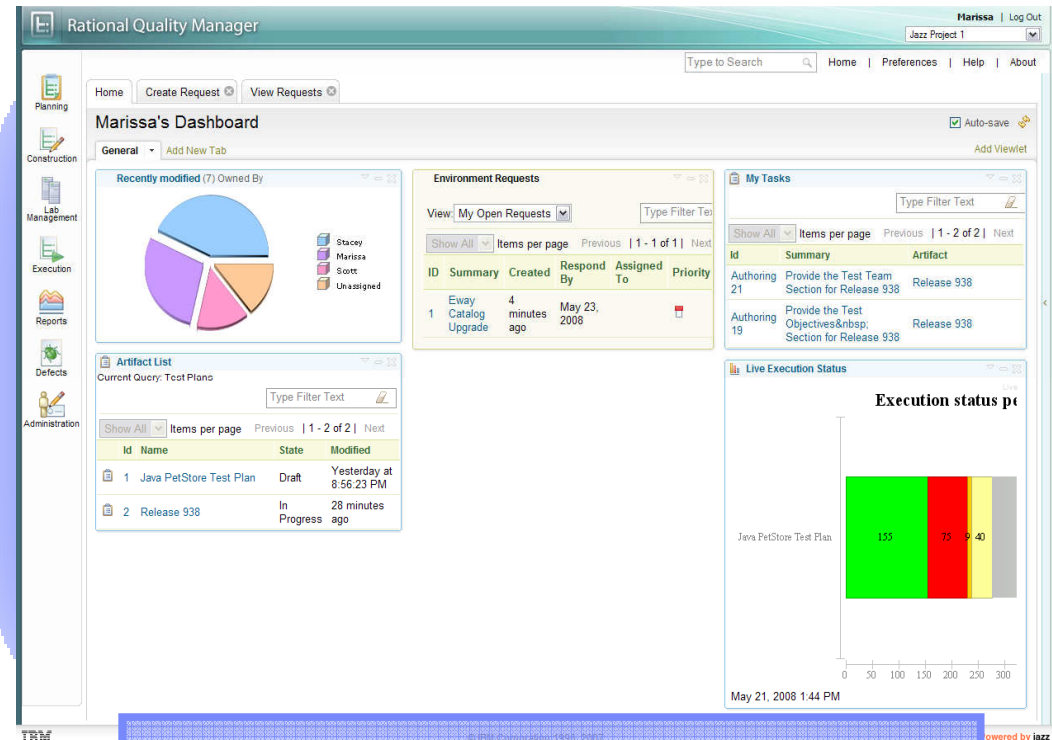 Rational Quality Manager
Marissa | Log Out
Jazz Project 1
Type to Search
Home | Preferences | Help | About
Planning
Construction
Lab
Management
Execution
Reports
Defects
Administration
Home
Create Request
View Requests
Marissa's Dashboard
Auto-save
General
Add New Tab
Add Viewlet
Recently modified (7) Owned By
Stacey
Marissa
Scott
Unassigned
Artifact List
Current Query: Test Plans
Type Filter Text
Show All Items per page Previous | 1 - 2 of 2 | Next
Id Name State Modified
1 Java PetStore Test Plan Draft Yesterday at
8:56:23 PM
2 Release 938 In
Progress 28 minutes
ago
Environment Requests
View: My Open Requests
Type Filter Te
Show All Items per page Previous | 1 - 1 of 1 | Next
ID Summary Created Respond
By Assigned
To Priority
1 Eway
Catalog
Upgrade 4
minutes
ago May 23,
2008
My Tasks
Type Filter Text
Show All Items per page Previous | 1 - 2 of 2 | Next
Id Summary Artifact
Authoring
21 Provide the Test Team
Section for Release 938 Release 938
Authoring
19 Provide the Test
Objectives&nbsp;
Section for Release 938 Release 938
Live Execution Status
Live
Execution status pe
Java PetStore Test Plan
155 75 9 40
0 50 100 150 200 250 300
May 21, 2008 1:44 PM
IBM
© IBM Corporation 1996, 2007
Powered by jazz